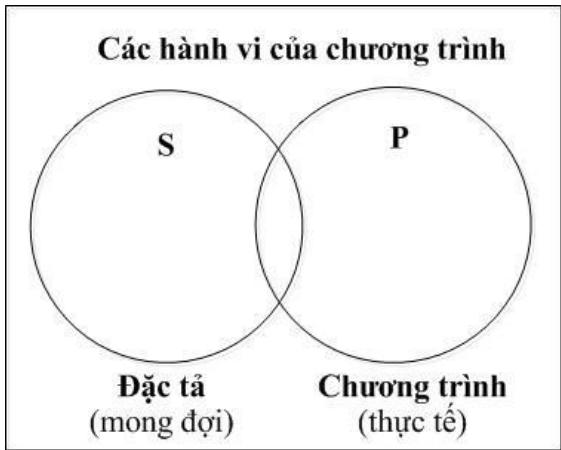 Các hành vi của chương trình
S
P
Đặc tả
(mong đợi)
Chương trình
(thực tế)